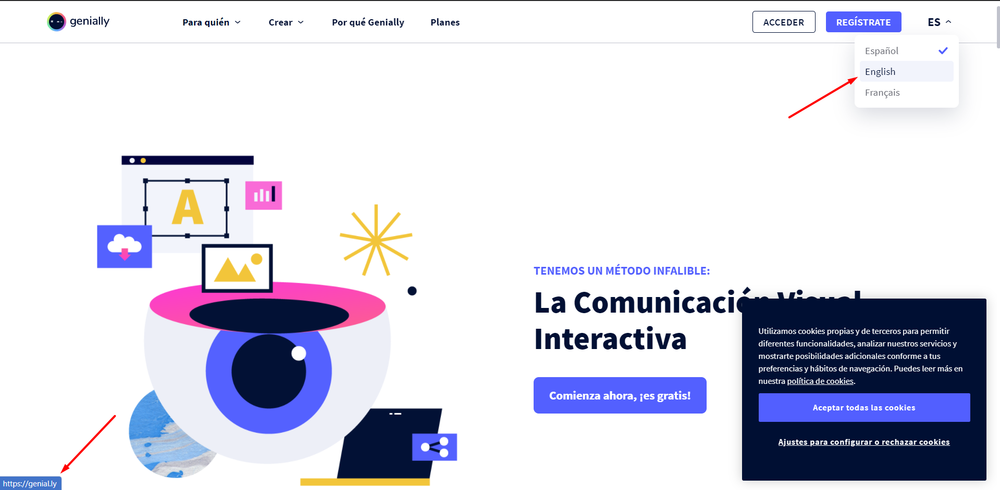 genially
Para quién
Crear
Por qué Genially
Planes
ACCEDER
REGÍSTRATE
ES
Español
English
Français
A
TENEMOS UN MÉTODO INFALIBLE:
La Comunicación Visual
Interactiva
Comienza ahora, ¡es gratis!
Utilizamos cookies propias y de terceros para permitir
diferentes funcionalidades, analizar nuestros servicios y
mostrarte posibilidades adicionales conforme a tus
preferencias y hábitos de navegación. Puedes leer más en
nuestra política de cookies.
Aceptar todas las cookies
Ajustes para configurar o rechazar cookies
https://genial.ly